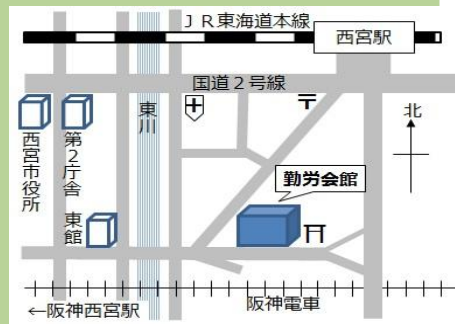 ＪＲ東海道本線
西宮駅
国道２号線
〒
北
東川
西宮市役所
第２庁舎
東館
勤労会館
←阪神西宮駅
阪神電車